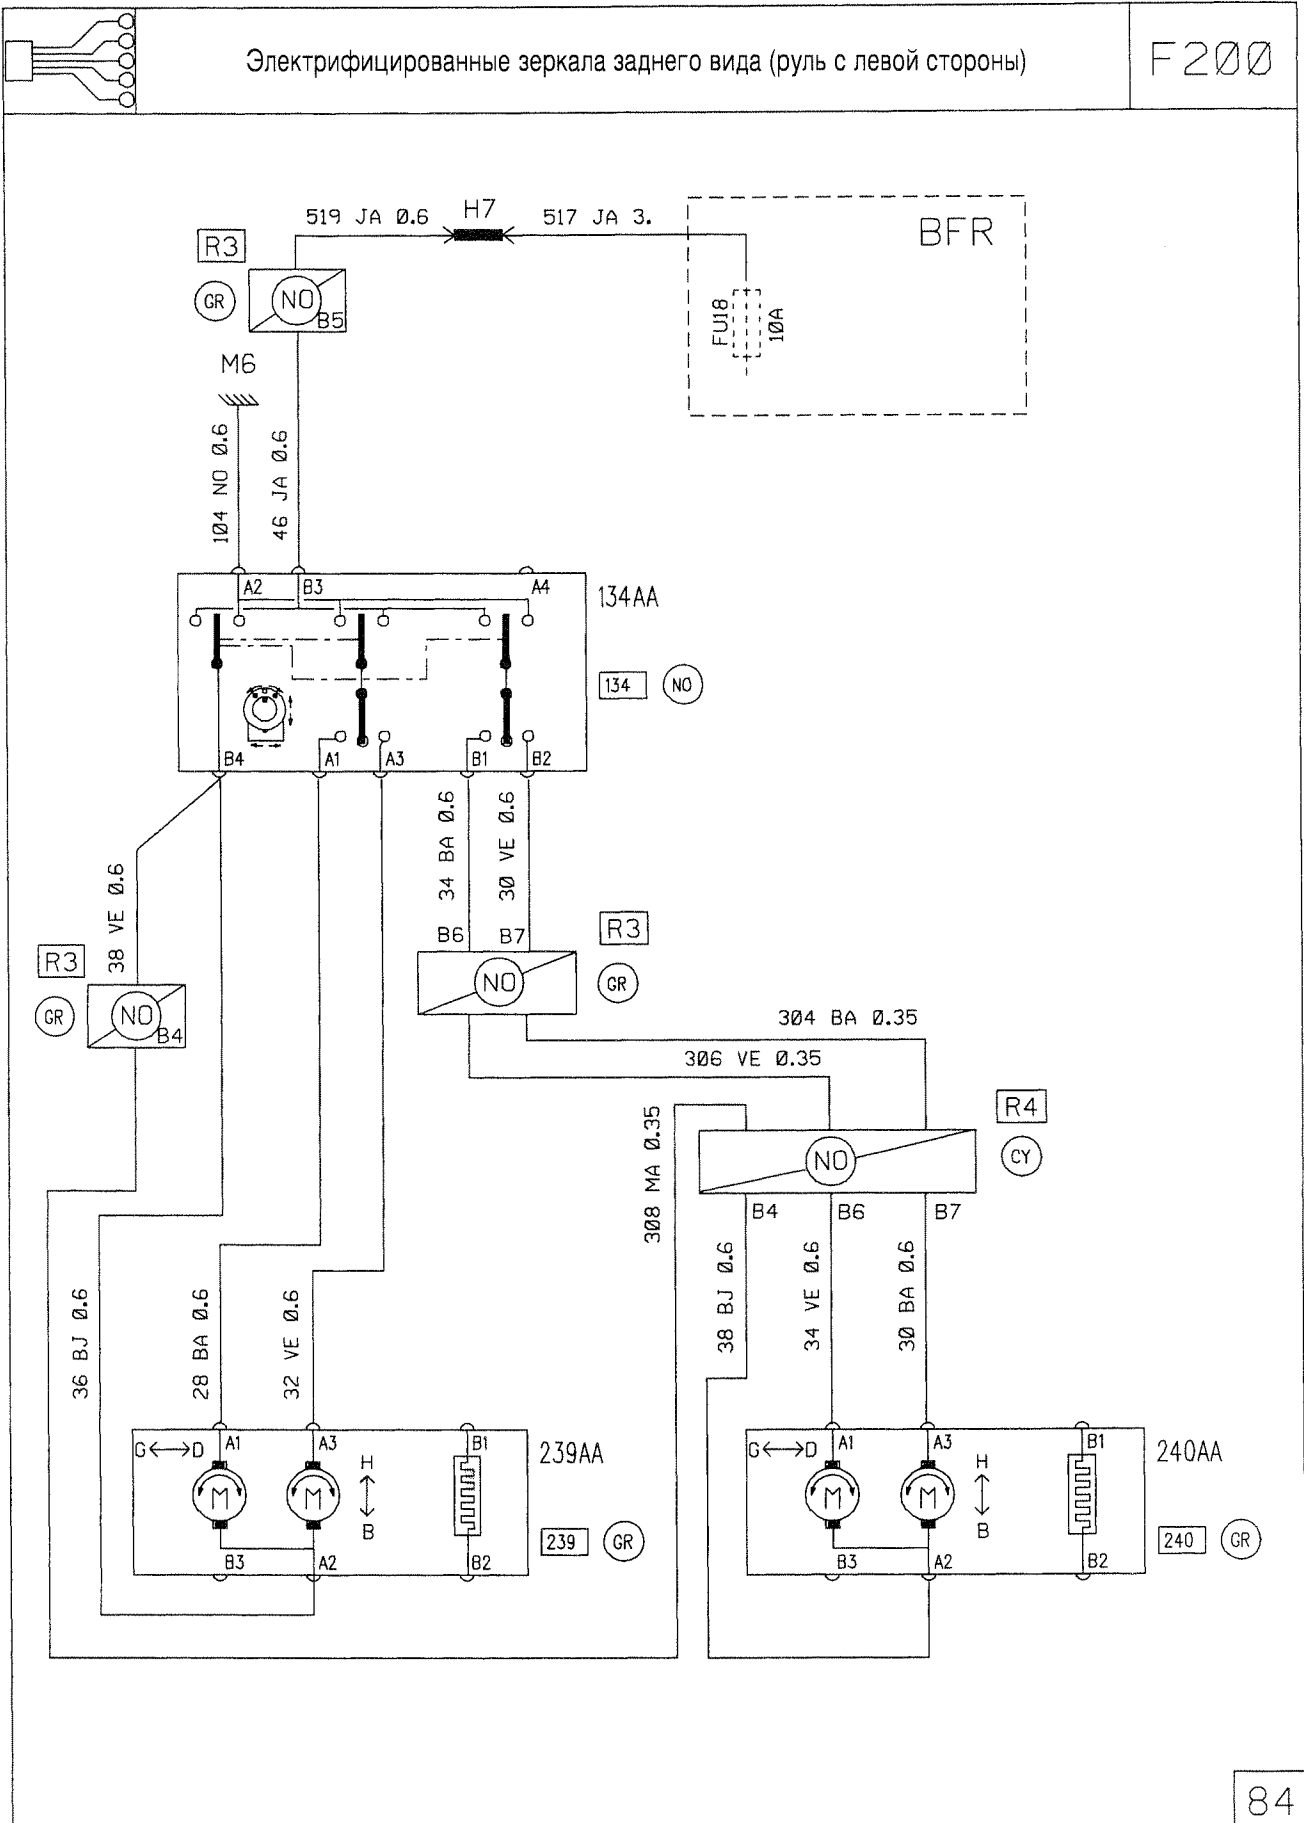 Электрифицированные зеркала заднего вида (руль с левой стороны)
F200
519 JA 0.6
H7
517 JA 3.
BFR
R3
GR
NO
B5
FU18
10A
M6
104 NO 0.6
46 JA 0.6
A2
B3
A4
134AA
134
NO
B4
A1
A3
B1
B2
34 BA 0.6
30 VE 0.6
38 VE 0.6
R3
GR
NO
B4
B6
B7
R3
NO
GR
304 BA 0.35
306 VE 0.35
308 MA 0.35
R4
NO
CY
B4
B6
B7
38 BJ 0.6
34 VE 0.6
30 BA 0.6
36 BJ 0.6
28 BA 0.6
32 VE 0.6
G
D
A1
A3
B1
239AA
H
M
M
B
239
GR
B3
A2
B2
G
D
A1
A3
B1
240AA
H
M
M
B
240
GR
B3
A2
B2
84